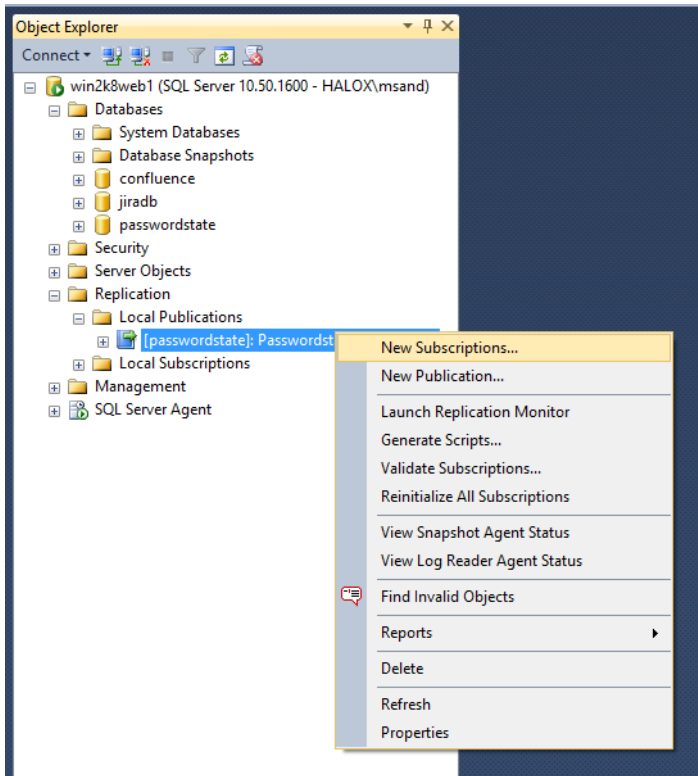 Object Explorer
Connect
win2k8web1 (SQL Server 10.50.1600 - HALOX\msand)
Databases
System Databases
Database Snapshots
confluence
jiradb
passwordstate
Security
Server Objects
Replication
Local Publications
[passwordstate]: Passwordst
Local Subscriptions
Management
SQL Server Agent
New Subscriptions...
New Publication...
Launch Replication Monitor
Generate Scripts...
Validate Subscriptions...
Reinitialize All Subscriptions
View Snapshot Agent Status
View Log Reader Agent Status
Find Invalid Objects
Reports
Delete
Refresh
Properties